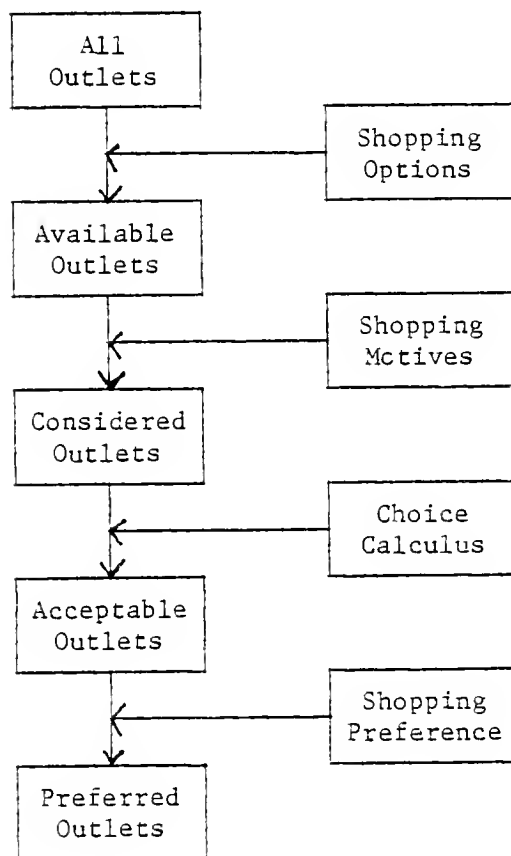 All
Outlets
Shopping
Options
Available
Outlets
Shopping
Mctives
Considered
Outlets
Choice
Calculus
Acceptable
Outlets
Shopping
Preference
Preferred
Outlets